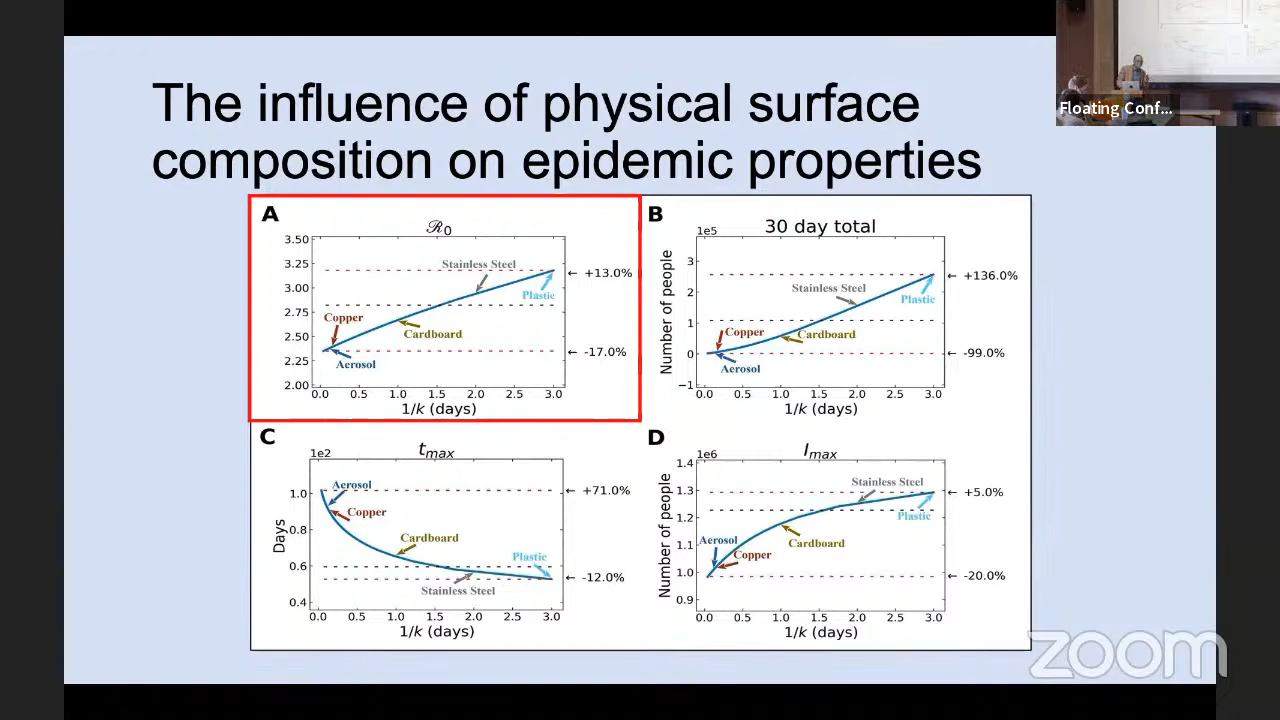 The influence of physical surface
composition on epidemic properties
Floating Conf...
A
ℛ0
3.50
3.25
3.00
2.75
2.50
2.25
2.00
Stainless Steel
Plastic
Copper
Cardboard
Aerosol
← +13.0%
← -17.0%
0.0 0.5 1.0 1.5 2.0 2.5 3.0
1/k (days)
B
30 day total
1e5
Number of people
3
2
1
0
−1
Stainless Steel
Plastic
Copper
Cardboard
Aerosol
← +136.0%
← -99.0%
0.0 0.5 1.0 1.5 2.0 2.5 3.0
1/k (days)
C
tmax
1e2
Days
1.0
0.8
0.6
0.4
Aerosol
Copper
Cardboard
Plastic
Stainless Steel
← +71.0%
← -12.0%
0.0 0.5 1.0 1.5 2.0 2.5 3.0
1/k (days)
D
Imax
1e6
Number of people
1.4
1.3
1.2
1.1
1.0
0.9
Stainless Steel
Plastic
Aerosol
Cardboard
Copper
← +5.0%
← -20.0%
0.0 0.5 1.0 1.5 2.0 2.5 3.0
1/k (days)
zoom